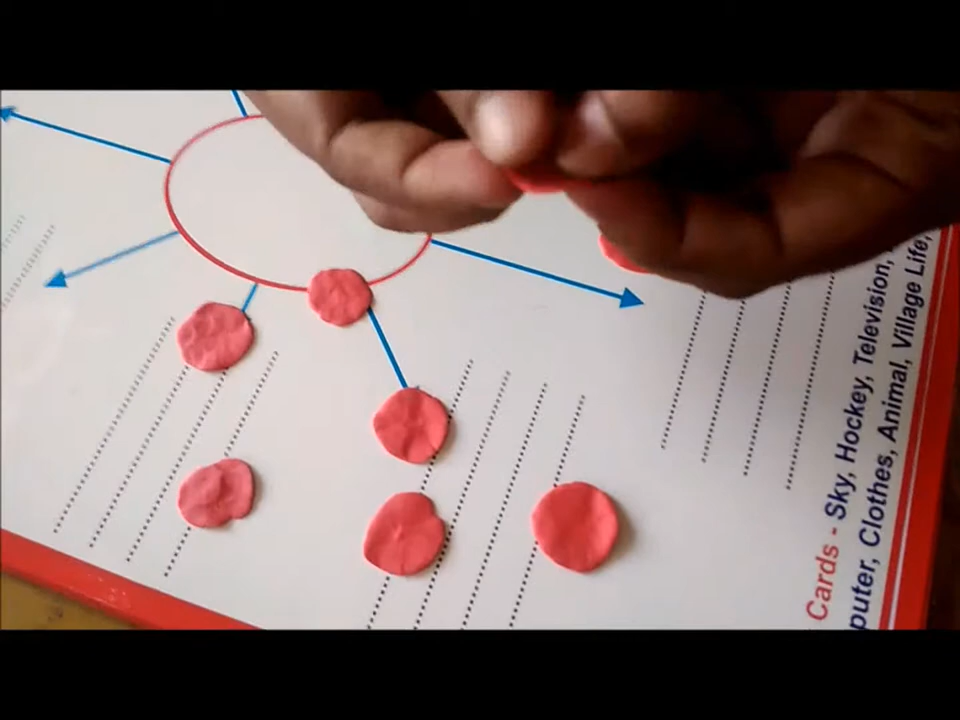 Cards - Sky, Hockey, Television,
puter, Clothes, Animal, Village Life,